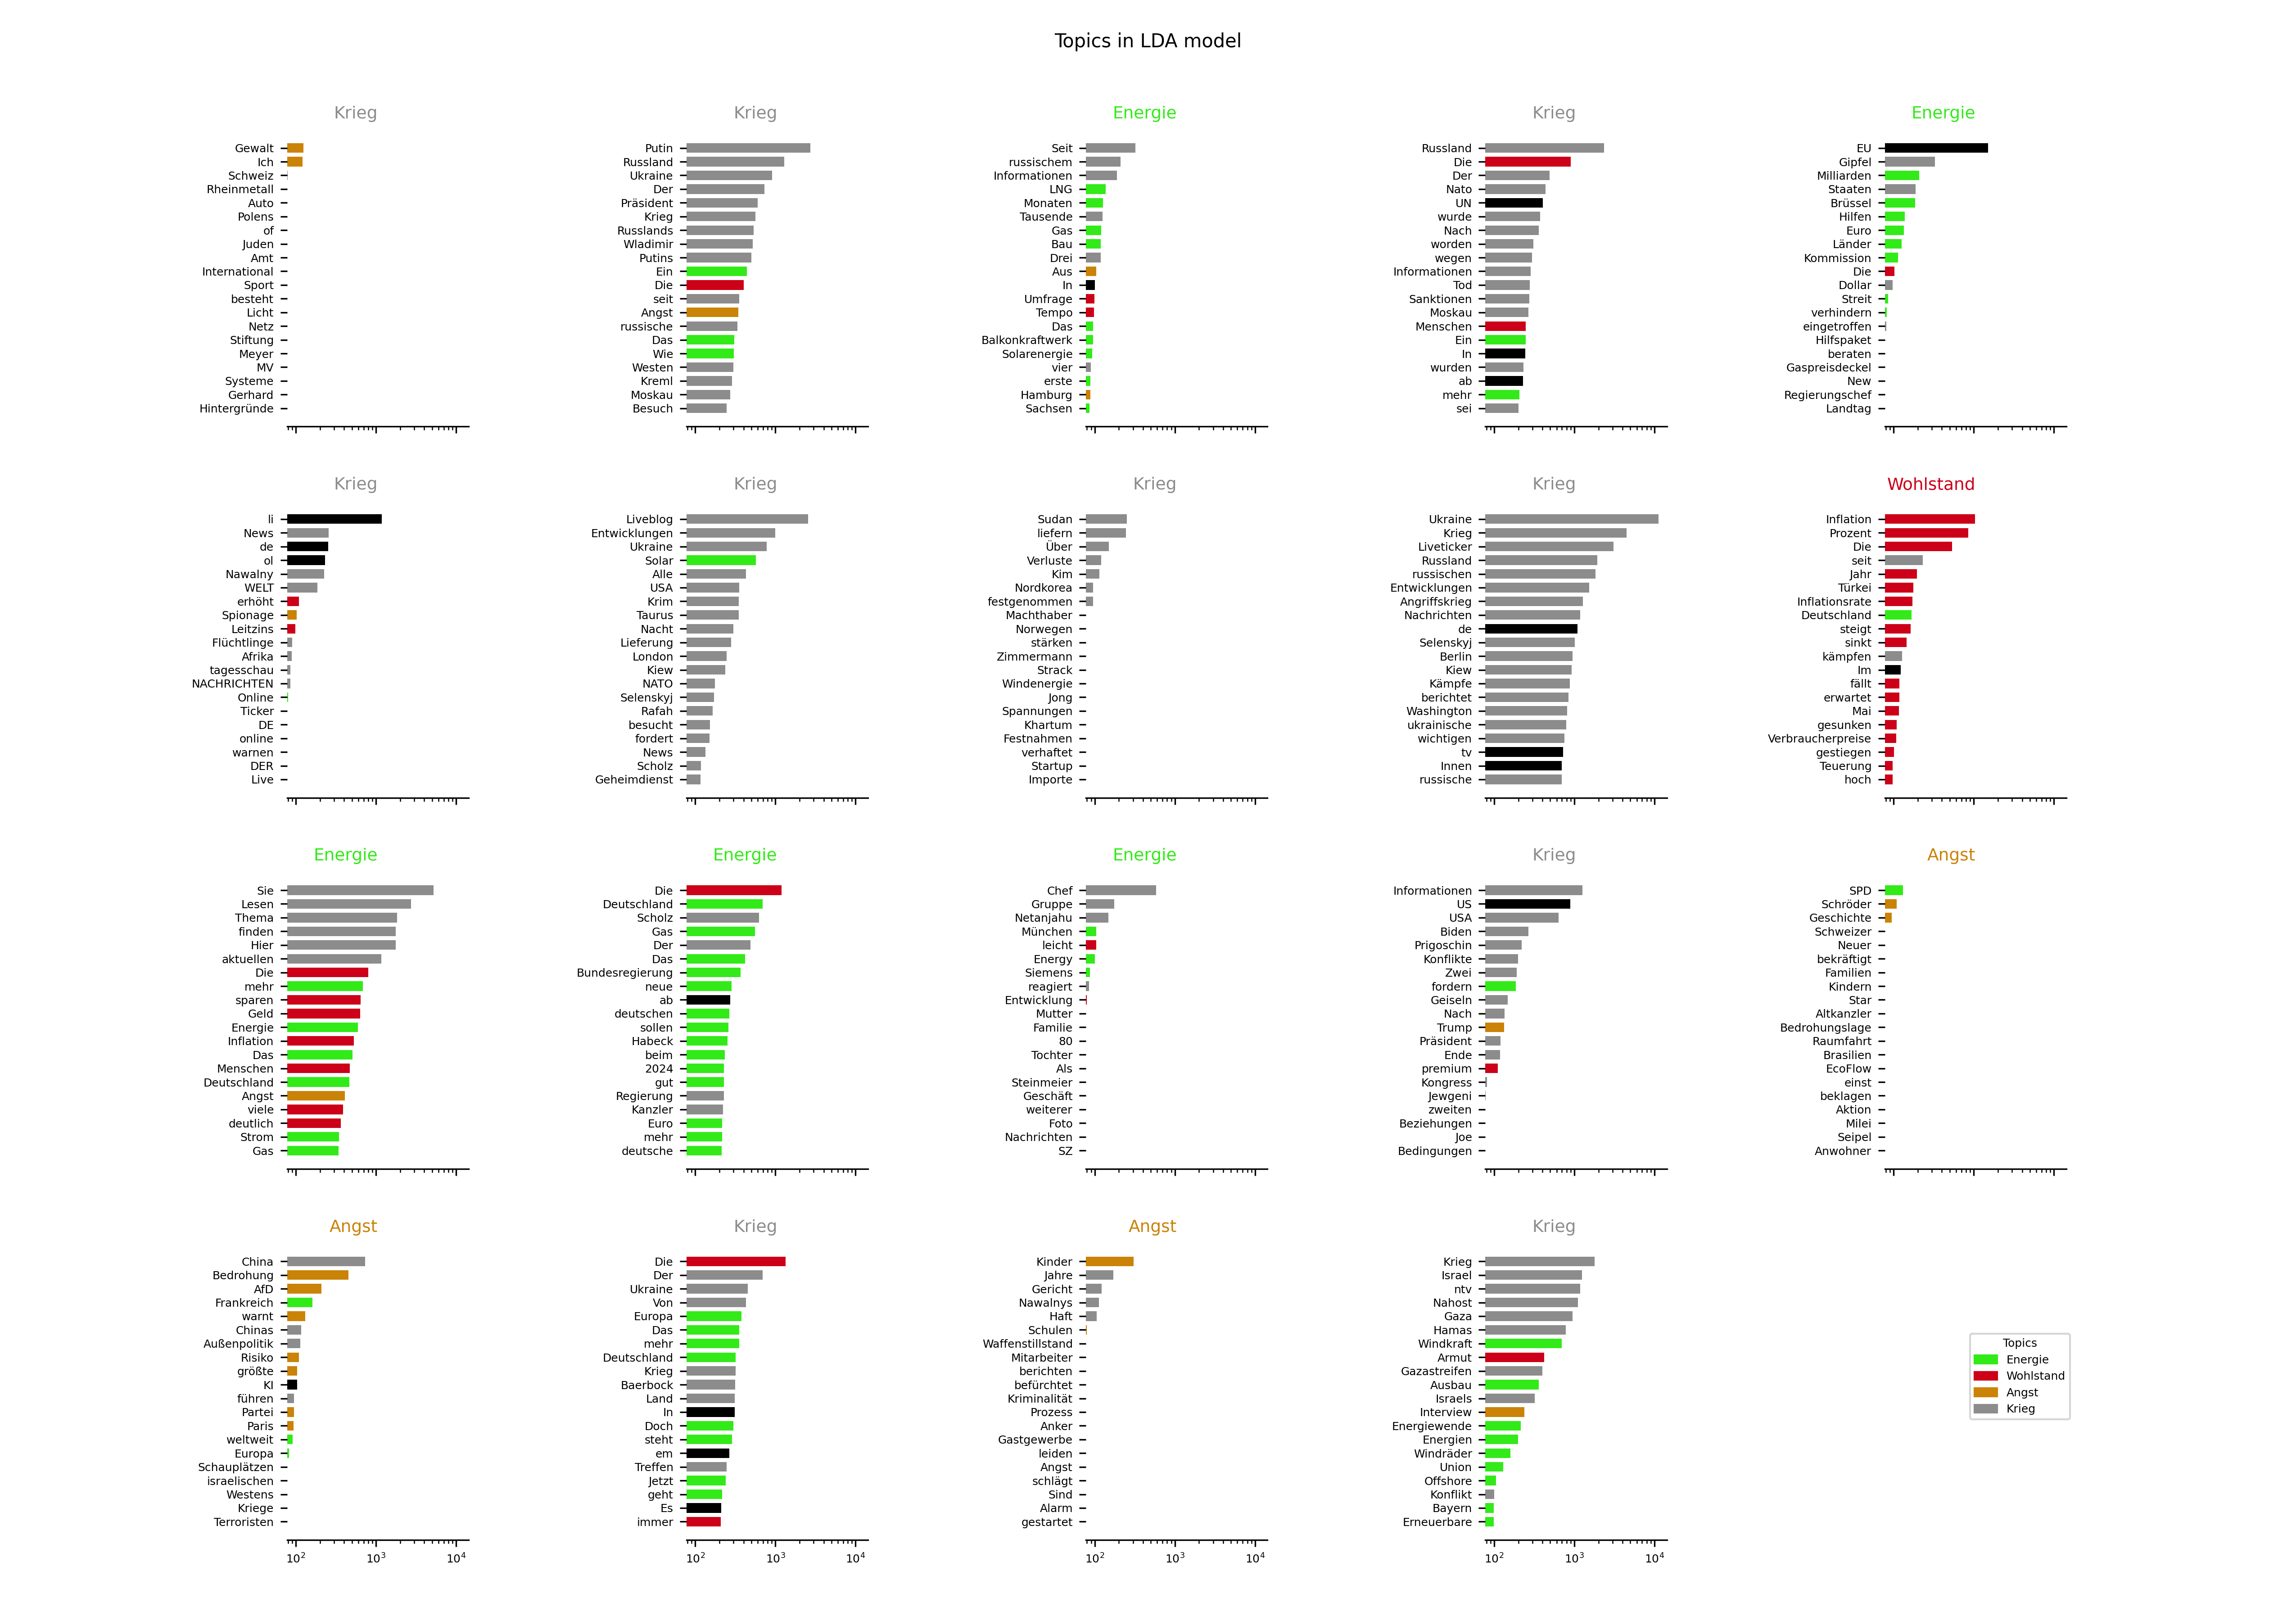 Topics in LDA model
Krieg
Gewalt
Ich
Schweiz
Rheinmetall
Auto
Polens
of
Juden
Amt
International
Sport
besteht
Licht
Netz
Stiftung
Meyer
MV
Systeme
Gerhard
Hintergründe
Krieg
Putin
Russland
Ukraine
Der
Präsident
Krieg
Russlands
Wladimir
Putins
Ein
Die
seit
Angst
russische
Das
Wie
Westen
Kreml
Moskau
Besuch
Energie
Seit
russischem
Informationen
LNG
Monaten
Tausende
Gas
Bau
Drei
Aus
In
Umfrage
Tempo
Das
Balkonkraftwerk
Solarenergie
vier
erste
Hamburg
Sachsen
Krieg
Russland
Die
Der
Nato
UN
wurde
Nach
worden
wegen
Informationen
Tod
Sanktionen
Moskau
Menschen
Ein
In
wurden
ab
mehr
sei
Energie
EU
Gipfel
Milliarden
Staaten
Brüssel
Hilfen
Euro
Länder
Kommission
Die
Dollar
Streit
verhindern
eingetroffen
Hilfspaket
beraten
Gaspreisdeckel
New
Regierungschef
Landtag
Krieg
li
News
de
ol
Nawalny
WELT
erhöht
Spionage
Leitzins
Flüchtlinge
Afrika
tagesschau
NACHRICHTEN
Online
Ticker
DE
online
warnen
DER
Live
Krieg
Liveblog
Entwicklungen
Ukraine
Solar
Alle
USA
Krim
Taurus
Nacht
Lieferung
London
Kiew
NATO
Selenskyj
Rafah
besucht
fordert
News
Scholz
Geheimdienst
Krieg
Sudan
liefern
Über
Verluste
Kim
Nordkorea
festgenommen
Machthaber
Norwegen
stärken
Zimmermann
Strack
Windenergie
Jong
Spannungen
Khartum
Festnahmen
verhaftet
Startup
Importe
Krieg
Ukraine
Krieg
Liveticker
Russland
russischen
Entwicklungen
Angriffskrieg
Nachrichten
de
Selenskyj
Berlin
Kiew
Kämpfe
berichtet
Washington
ukrainische
wichtigen
tv
Innen
russische
Wohlstand
Inflation
Prozent
Die
seit
Jahr
Türkei
Inflationsrate
Deutschland
steigt
sinkt
kämpfen
Im
fällt
erwartet
Mai
gesunken
Verbraucherpreise
gestiegen
Teuerung
hoch
Energie
Sie
Lesen
Thema
finden
Hier
aktuellen
Die
mehr
sparen
Geld
Energie
Inflation
Das
Menschen
Deutschland
Angst
viele
deutlich
Strom
Gas
Energie
Die
Deutschland
Scholz
Gas
Der
Das
Bundesregierung
neue
ab
deutschen
sollen
Habeck
beim
2024
gut
Regierung
Kanzler
Euro
mehr
deutsche
Energie
Chef
Gruppe
Netanjahu
München
leicht
Energy
Siemens
reagiert
Entwicklung
Mutter
Familie
80
Tochter
Als
Steinmeier
Geschäft
weiterer
Foto
Nachrichten
SZ
Krieg
Informationen
US
USA
Biden
Prigoschin
Konflikte
Zwei
fordern
Geiseln
Nach
Trump
Präsident
Ende
premium
Kongress
Jewgeni
zweiten
Beziehungen
Joe
Bedingungen
Angst
SPD
Schröder
Geschichte
Schweizer
Neuer
bekräftigt
Familien
Kindern
Star
Altkanzler
Bedrohungslage
Raumfahrt
Brasilien
EcoFlow
einst
beklagen
Aktion
Milei
Seipel
Anwohner
Angst
China
Bedrohung
AfD
Frankreich
warnt
Chinas
Außenpolitik
Risiko
größte
KI
führen
Partei
Paris
weltweit
Europa
Schauplätzen
israelischen
Westens
Kriege
Terroristen
10² 10³ 10⁴
Krieg
Die
Der
Ukraine
Von
Europa
Das
mehr
Deutschland
Krieg
Baerbock
Land
In
Doch
steht
em
Treffen
Jetzt
geht
Es
immer
10² 10³ 10⁴
Angst
Kinder
Jahre
Gericht
Nawalnys
Haft
Schulen
Waffenstillstand
Mitarbeiter
berichten
befürchtet
Kriminalität
Prozess
Anker
Gastgewerbe
leiden
Angst
schlägt
Sind
Alarm
gestartet
10² 10³ 10⁴
Krieg
Krieg
Israel
ntv
Nahost
Gaza
Hamas
Windkraft
Armut
Gazastreifen
Ausbau
Israels
Interview
Energiewende
Energien
Windräder
Union
Offshore
Konflikt
Bayern
Erneuerbare
10² 10³ 10⁴
Topics
Energie
Wohlstand
Angst
Krieg